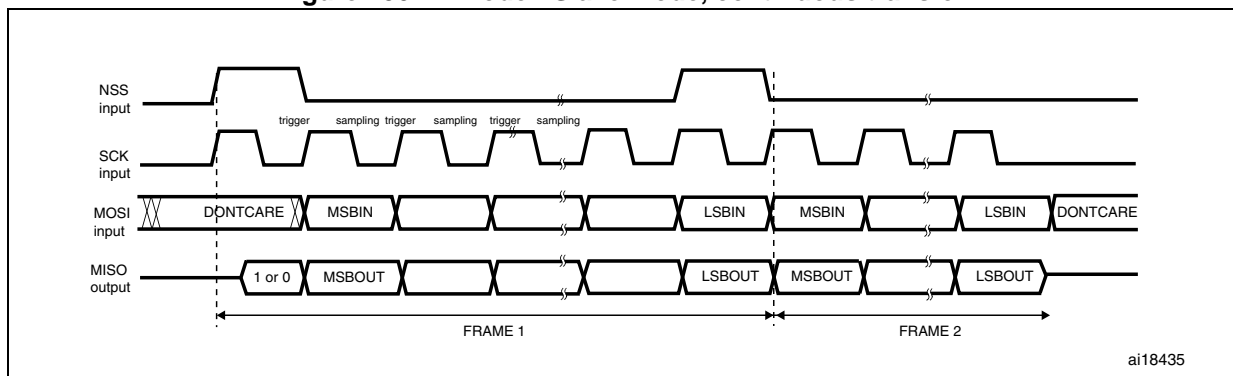 NSS
input
trigger sampling trigger sampling trigger sampling
SCK
input
MOSI
input
DONTCARE MSBIN LSBIN MSBIN LSBIN DONTCARE
MISO
output
1 or 0 MSBOUT LSBOUT MSBOUT LSBOUT
FRAME 1 FRAME 2
ai18435